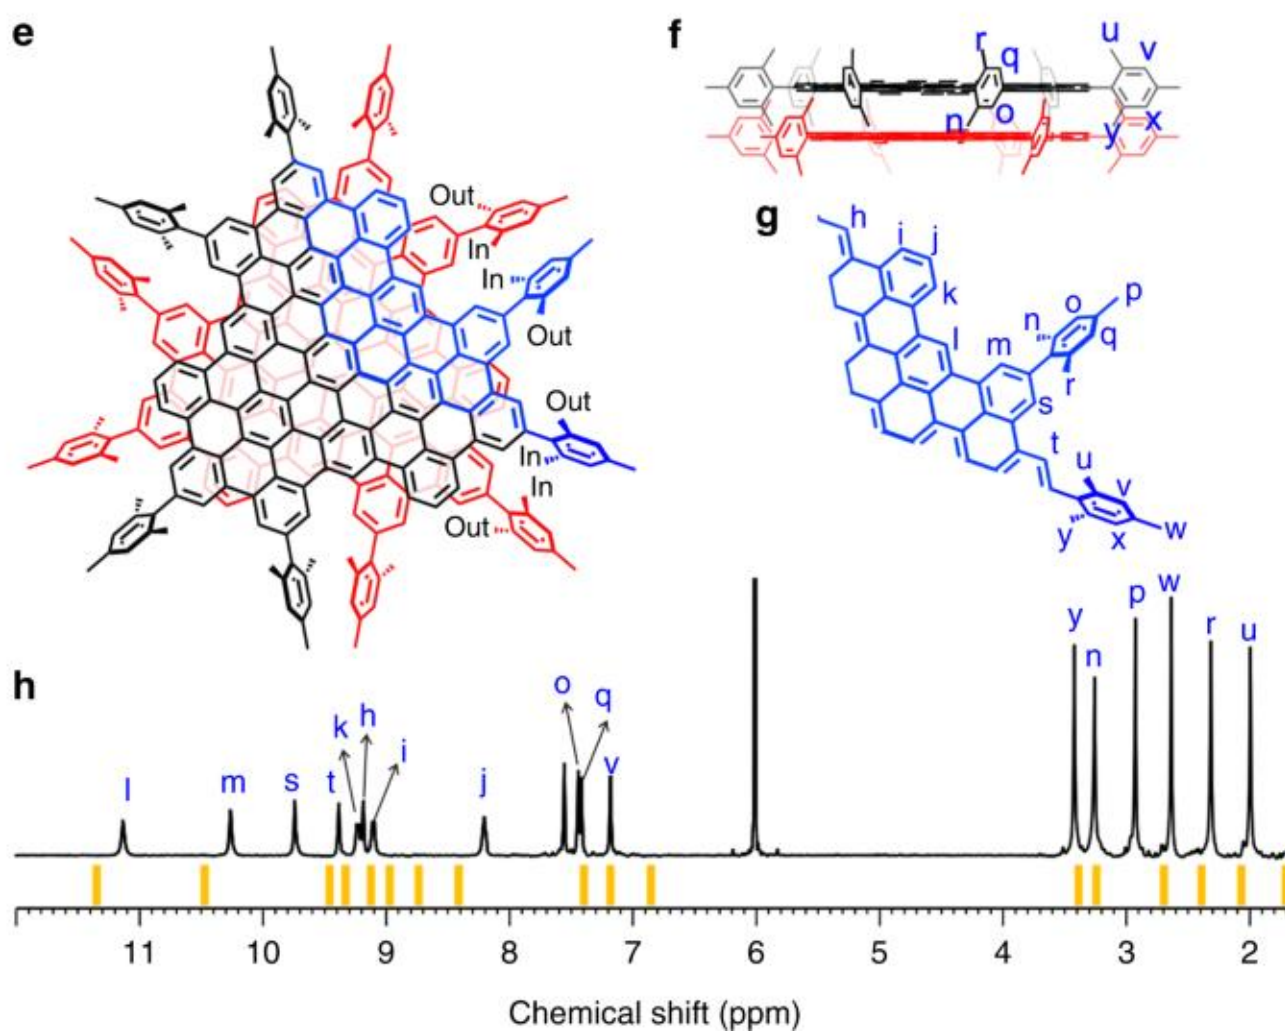 e
Out
In
In
Out
Out
In
In
Out
f
r
q
u
v
n
o
y
x
g
h
i
j
k
l
m
n
o
p
q
r
s
t
u
v
w
x
y
h
l
m
s
t
k
h
i
j
o
q
v
y
n
p
w
r
u
11 10 9 8 7 6 5 4 3 2
Chemical shift (ppm)